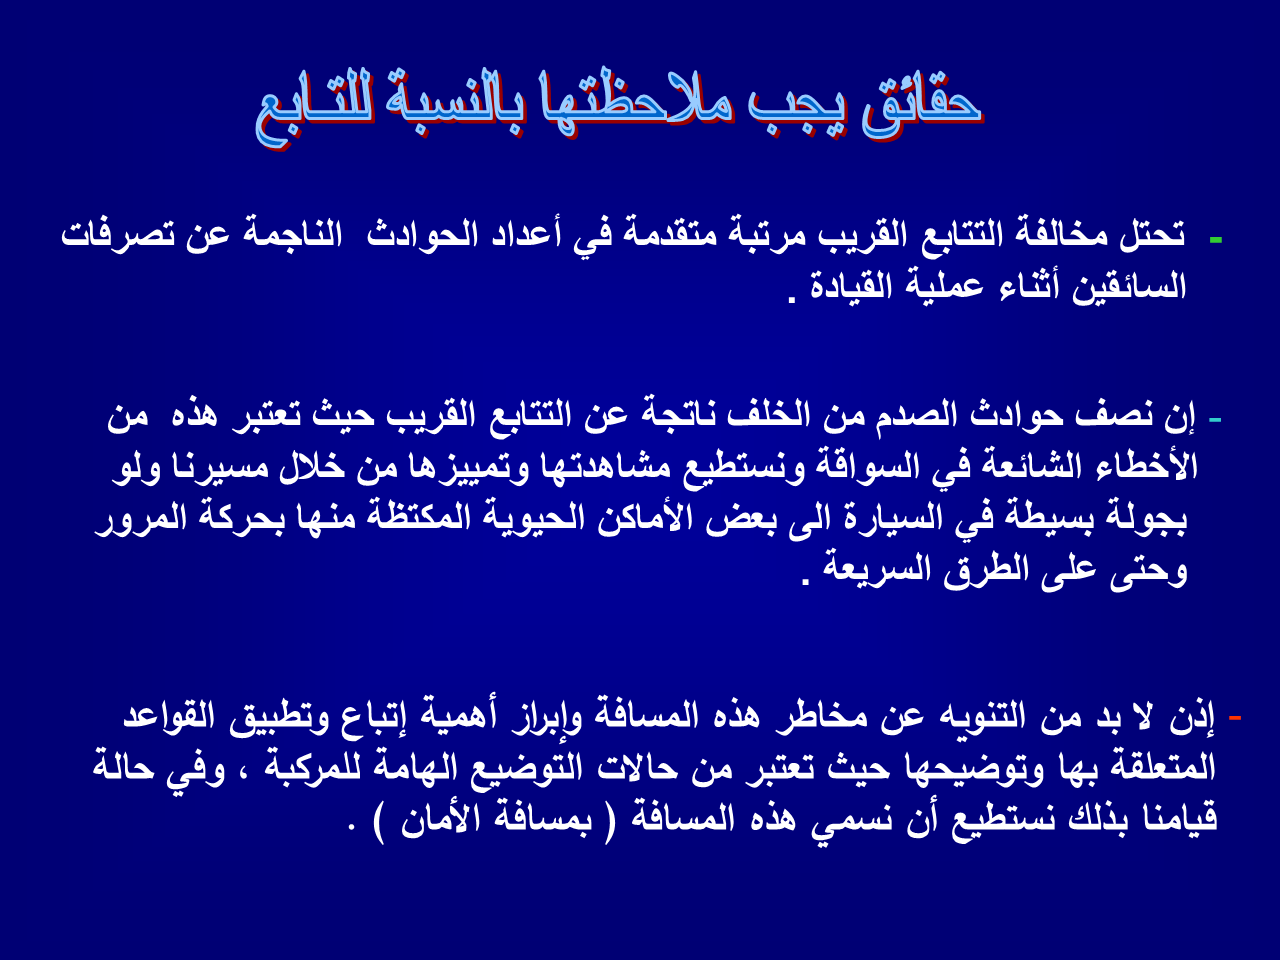 حقائق يجب ملاحظتها بالنسبة للتـابع
- تحتل مخالفة التتابع القريب مرتبة متقدمة في أعداد الحوادث الناجمة عن تصرفات
السائقين أثناء عملية القيادة .
- إن نصف حوادث الصدم من الخلف ناتجة عن التتابع القريب حيث تعتبر هذه من
الأخطاء الشائعة في السواقة ونستطيع مشاهدتها وتمييزها من خلال مسيرنا ولو
بجولة بسيطة في السيارة الى بعض الأماكن الحيوية المكتظة منها بحركة المرور
وحتى على الطرق السريعة .
- إذن لا بد من التنويه عن مخاطر هذه المسافة وإبراز أهمية إتباع وتطبيق القواعد
المتعلقة بها وتوضيحها حيث تعتبر من حالات التوضيع الهامة للمركبة ، وفي حالة
قيامنا بذلك نستطيع أن نسمي هذه المسافة ( بمسافة الأمان ) .